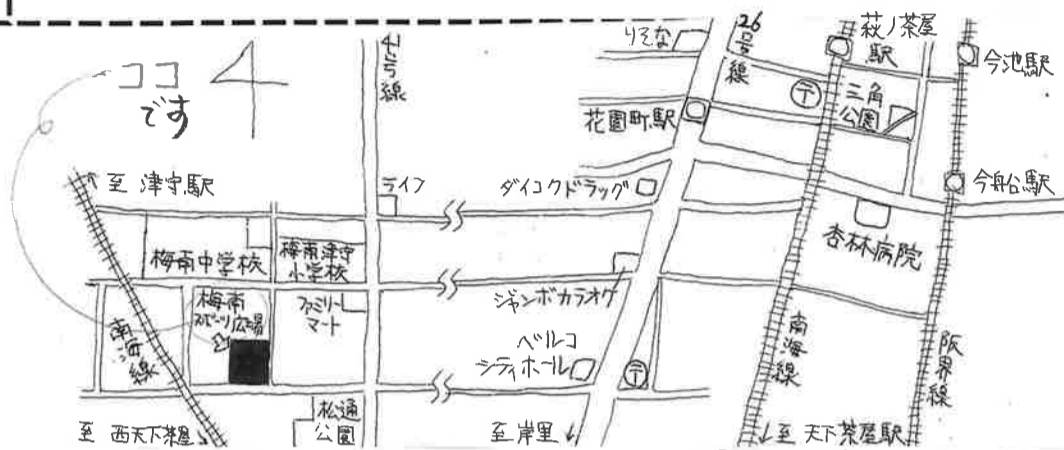 ココ
です
41号線
りそな
26号線
萩ノ茶屋
駅
今池駅
〒
三角
公園
花園町駅
至 津守駅
ライフ
ダイコクドラッグ
今船駅
杏林病院
梅南中学校
梅南津守
小学校
梅南
スポーツ広場
ファミリー
マート
ジャンボカラオケ
ベルコ
シティホール
〒
南海線
南海線
阪界線
松通
公園
至 西天下茶屋
至 岸里
至 天下茶屋駅